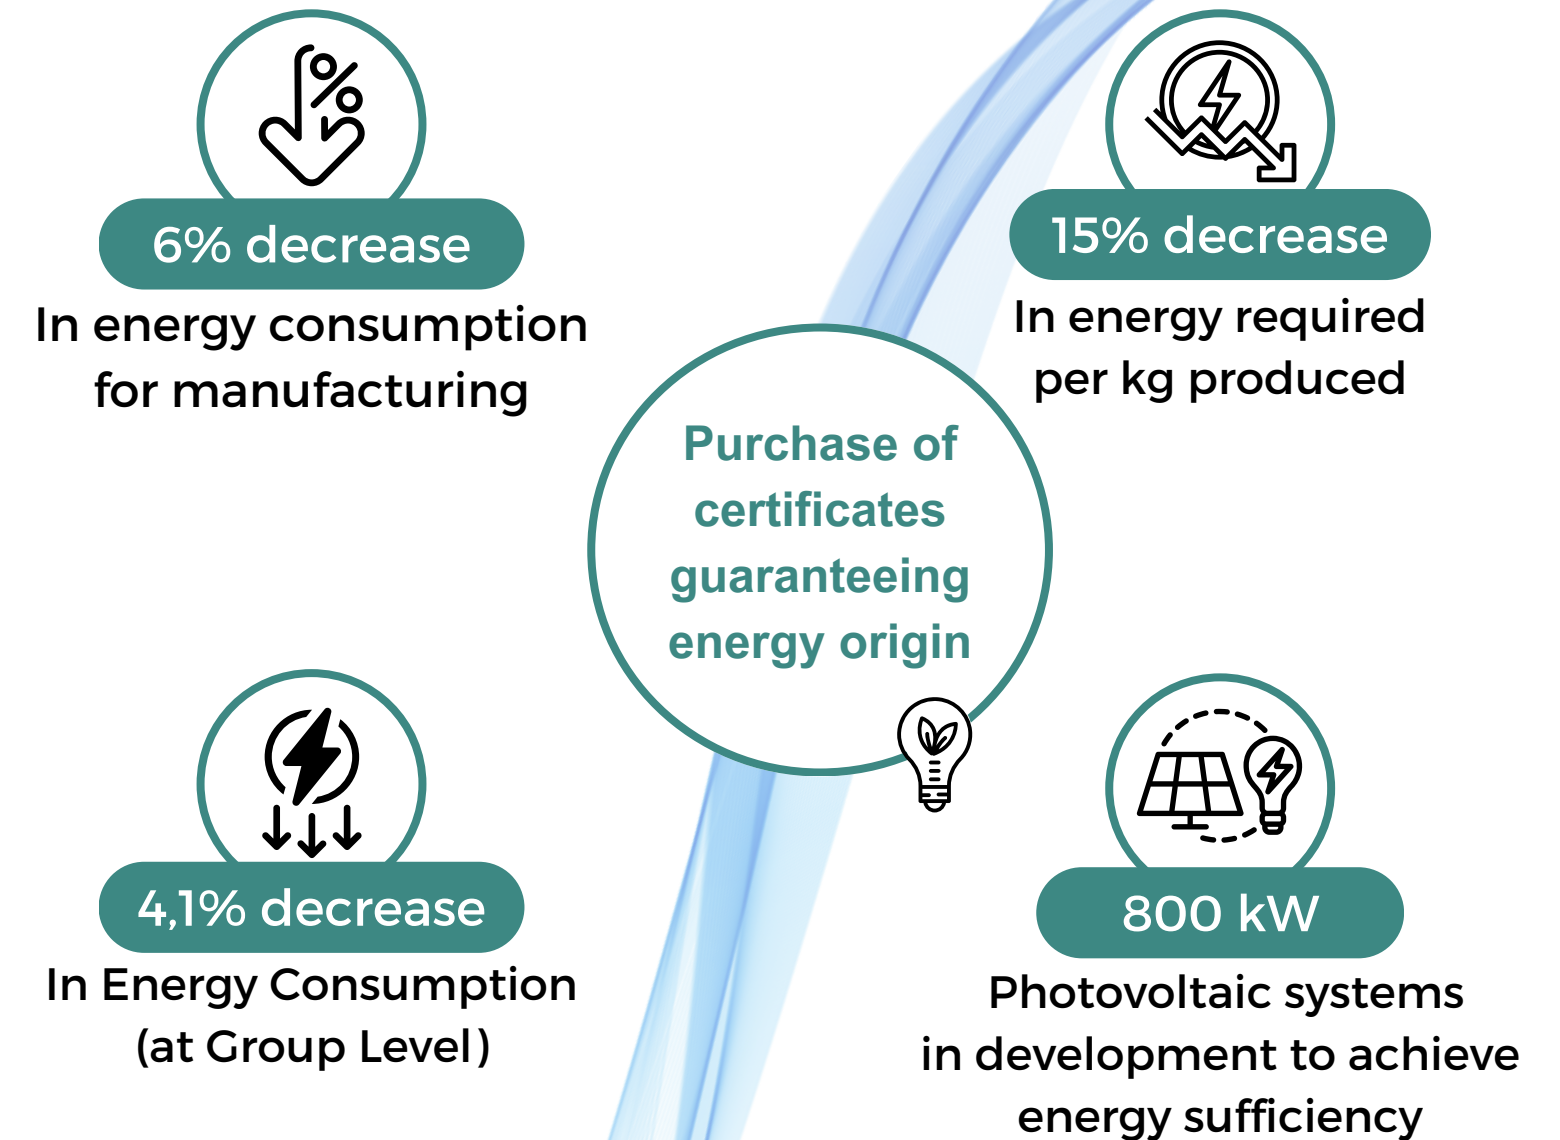 6% decrease
In energy consumption
for manufacturing
15% decrease
In energy required
per kg produced
Purchase of
certificates
guaranteeing
energy origin
4,1% decrease
In Energy Consumption
(at Group Level)
800 kW
Photovoltaic systems
in development to achieve
energy sufficiency